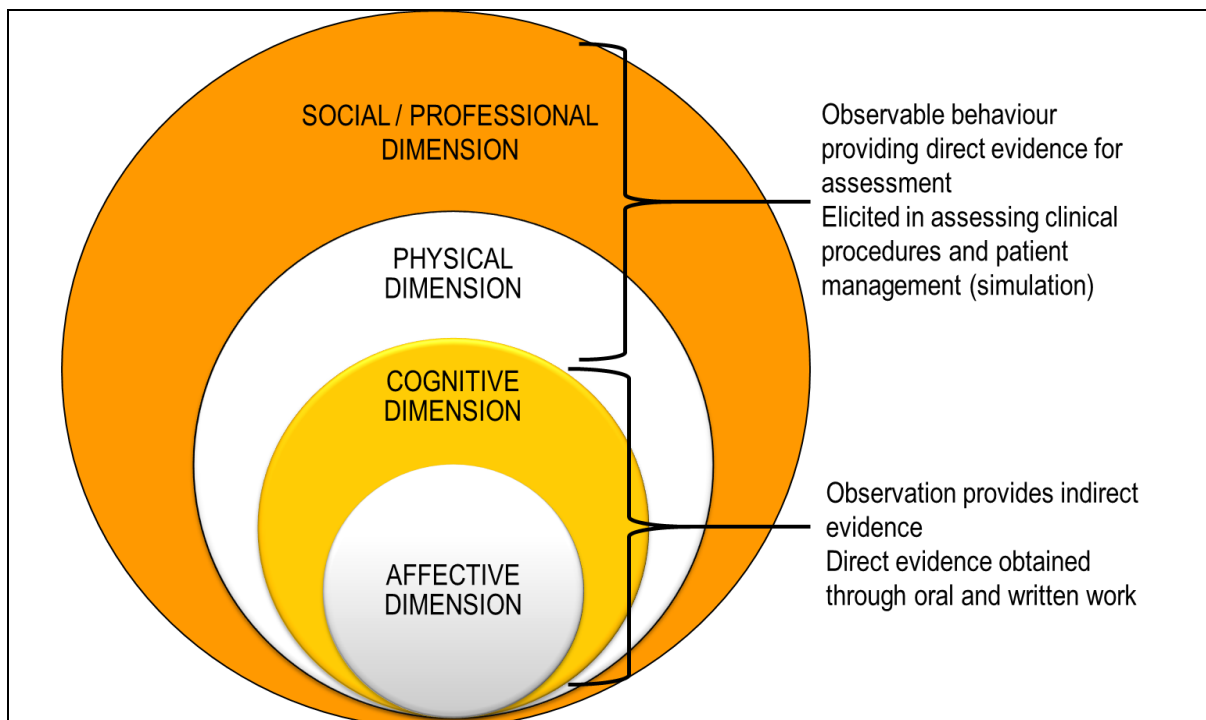 SOCIAL / PROFESSIONAL
DIMENSION
PHYSICAL
DIMENSION
COGNITIVE
DIMENSION
AFFECTIVE
DIMENSION
Observable behaviour
providing direct evidence for
assessment
Elicited in assessing clinical
procedures and patient
management (simulation)
Observation provides indirect
evidence
Direct evidence obtained
through oral and written work